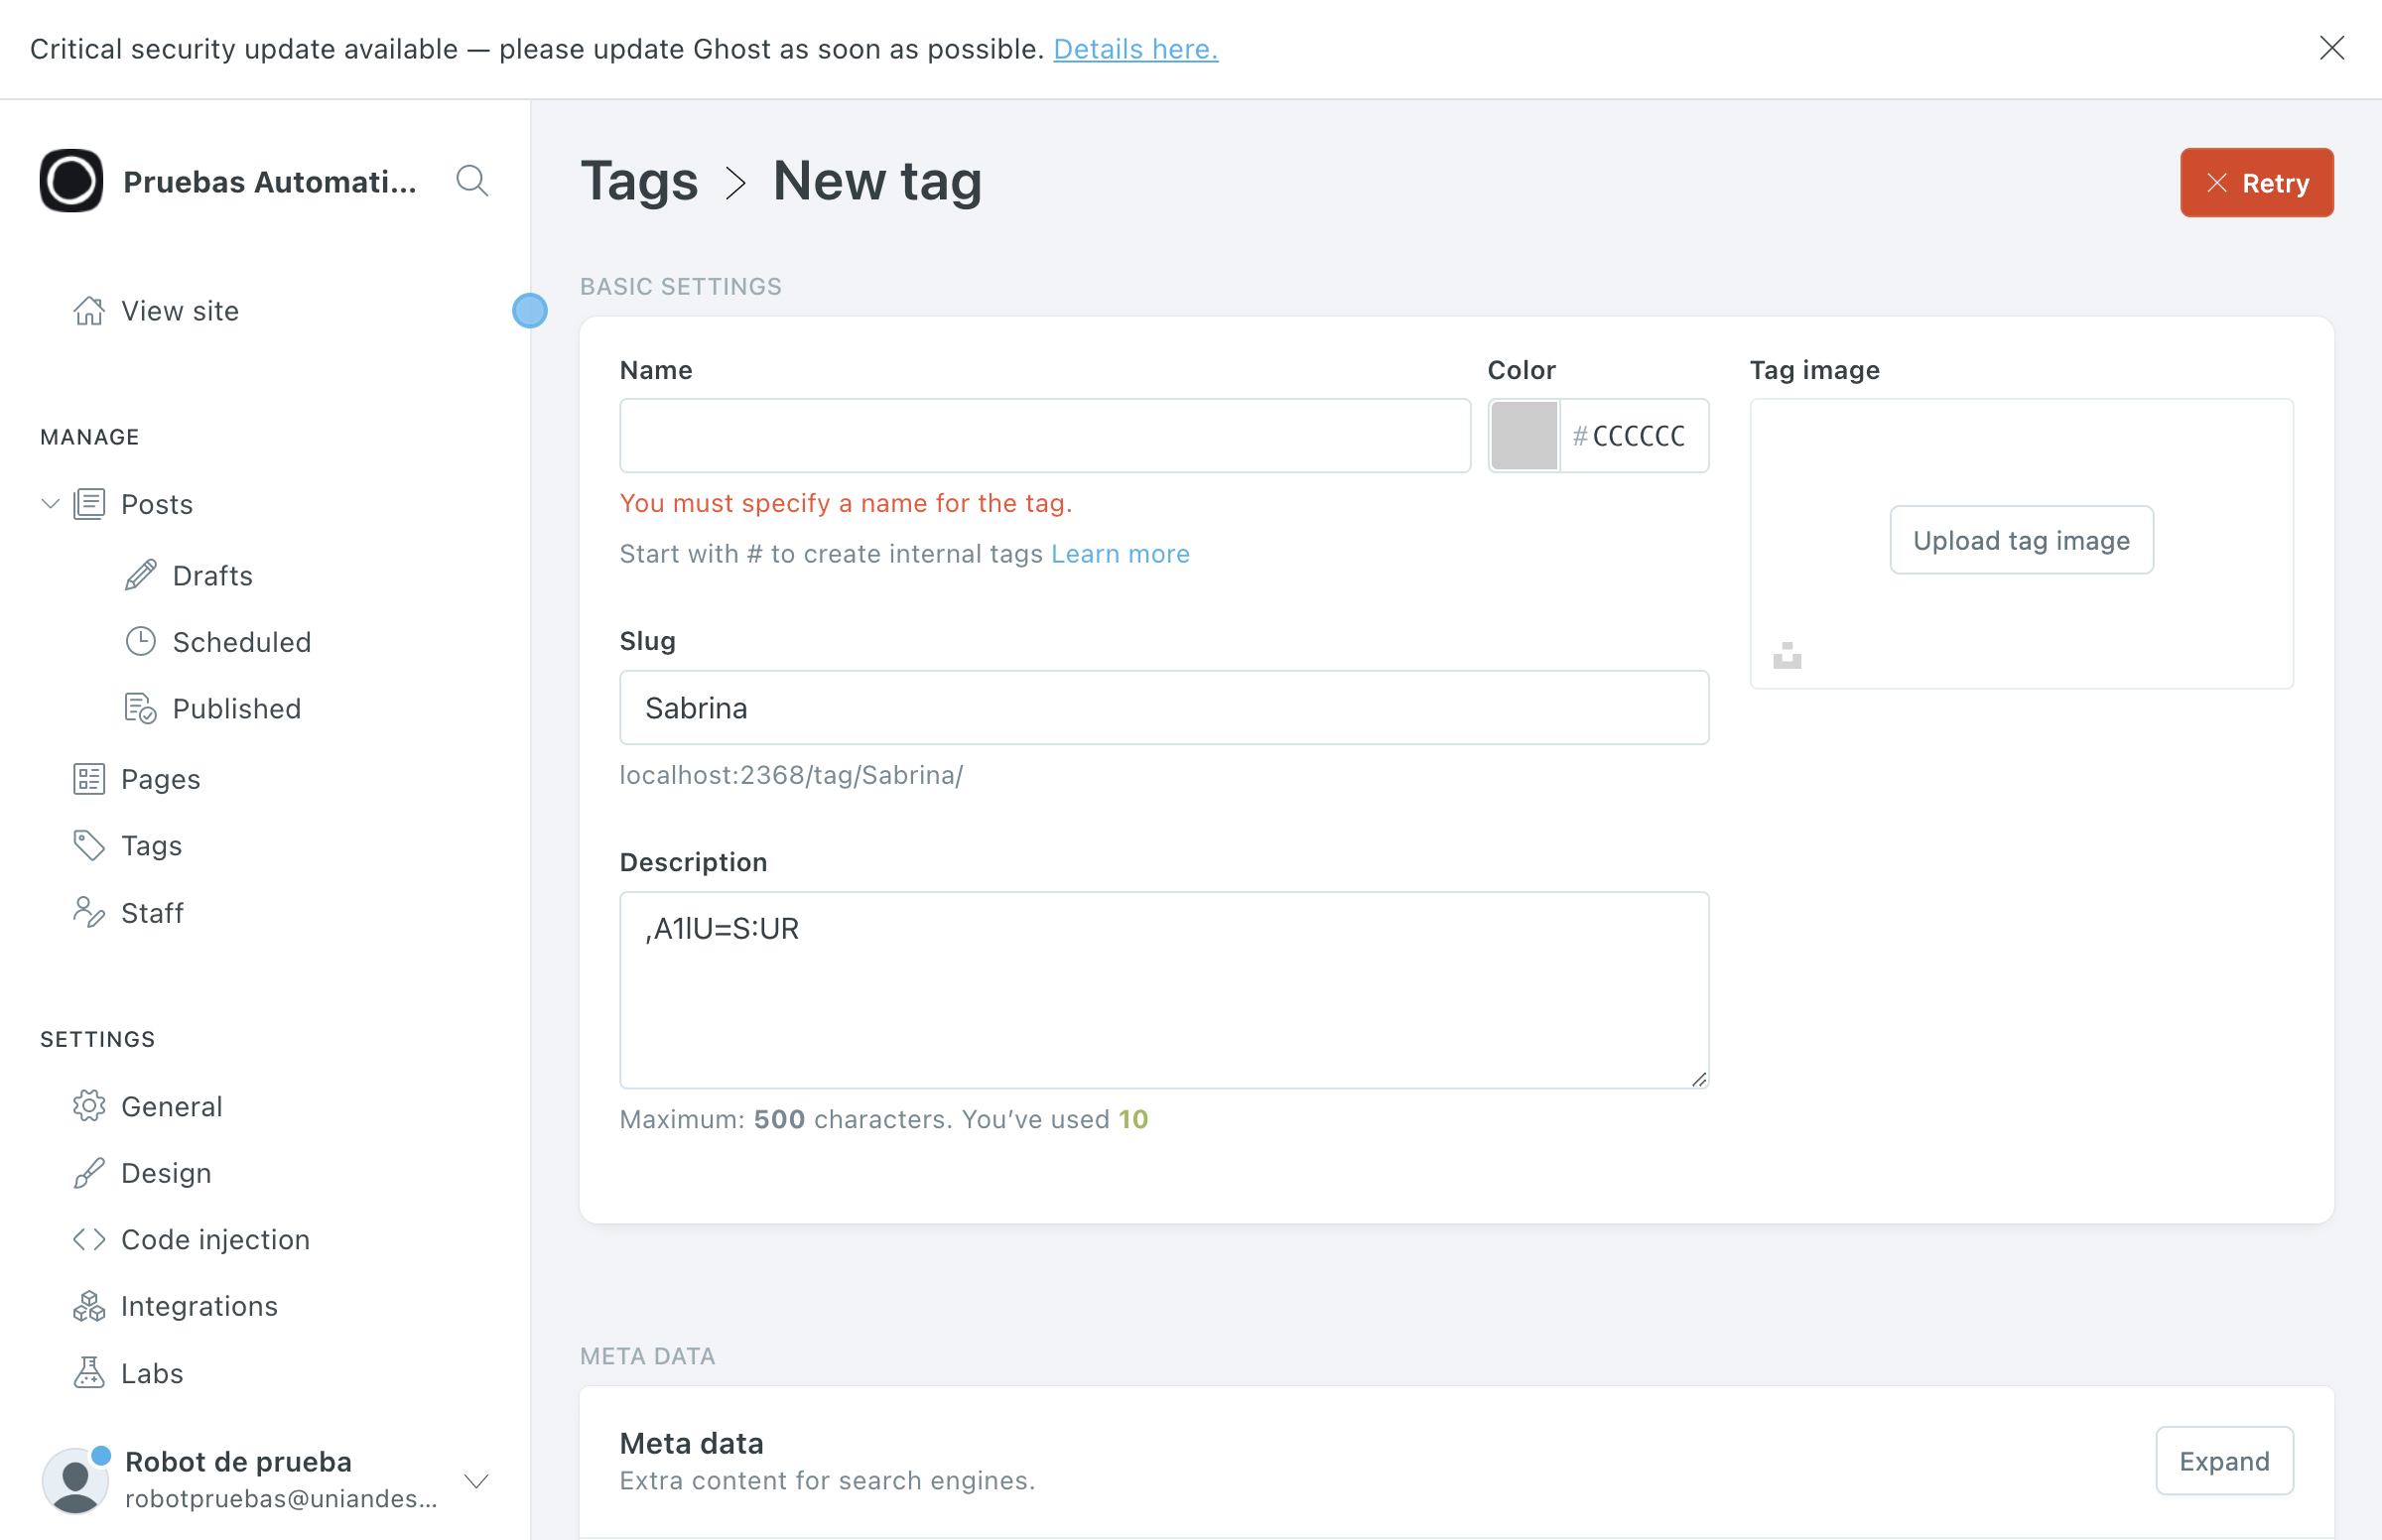 Critical security update available — please update Ghost as soon as possible. Details here.
Pruebas Automati...
View site
MANAGE
Posts
Drafts
Scheduled
Published
Pages
Tags
Staff
SETTINGS
General
Design
Code injection
Integrations
Labs
Robot de prueba
robotpruebas@uniandes...
Tags > New tag
Retry
BASIC SETTINGS
Name
You must specify a name for the tag.
Start with # to create internal tags Learn more
Color
#CCCCCC
Tag image
Upload tag image
Slug
Sabrina
localhost:2368/tag/Sabrina/
Description
,A1lU=S:UR
Maximum: 500 characters. You’ve used 10
META DATA
Meta data
Extra content for search engines.
Expand